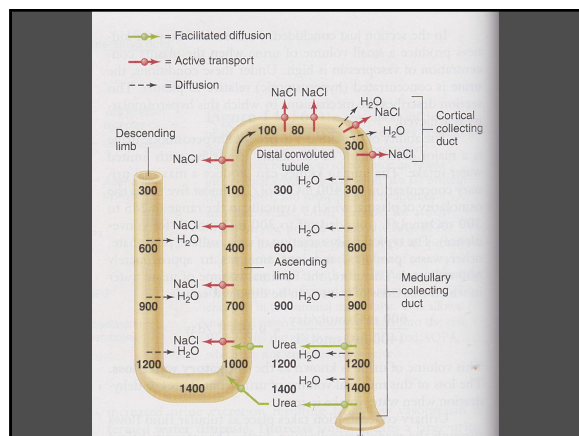 = Facilitated diffusion
= Active transport
= Diffusion
NaCl NaCl
H₂O
NaCl
H₂O
NaCl
Cortical
collecting
duct
Descending
limb
100 80
300
NaCl
Distal convoluted
tubule
H₂O
300 100 300 300
NaCl
H₂O
H₂O
600 400 600 600
Ascending
limb
NaCl
H₂O
H₂O
900 700 900 900
Medullary
collecting
duct
NaCl
H₂O
Urea
H₂O
1200 1000 1200 1200
H₂O
1400 1400 1400
Urea